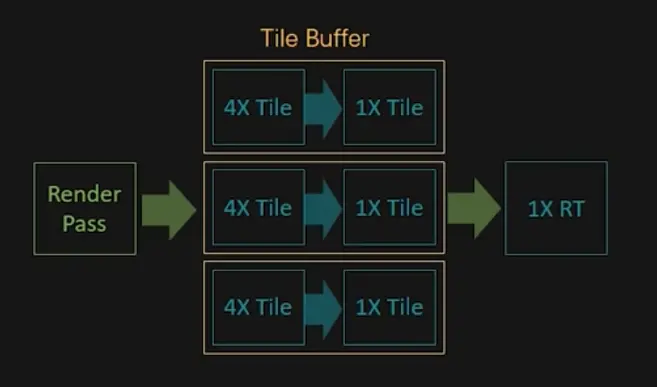 Tile Buffer
4X Tile
1X Tile
Render
Pass
4X Tile
1X Tile
1X RT
4X Tile
1X Tile